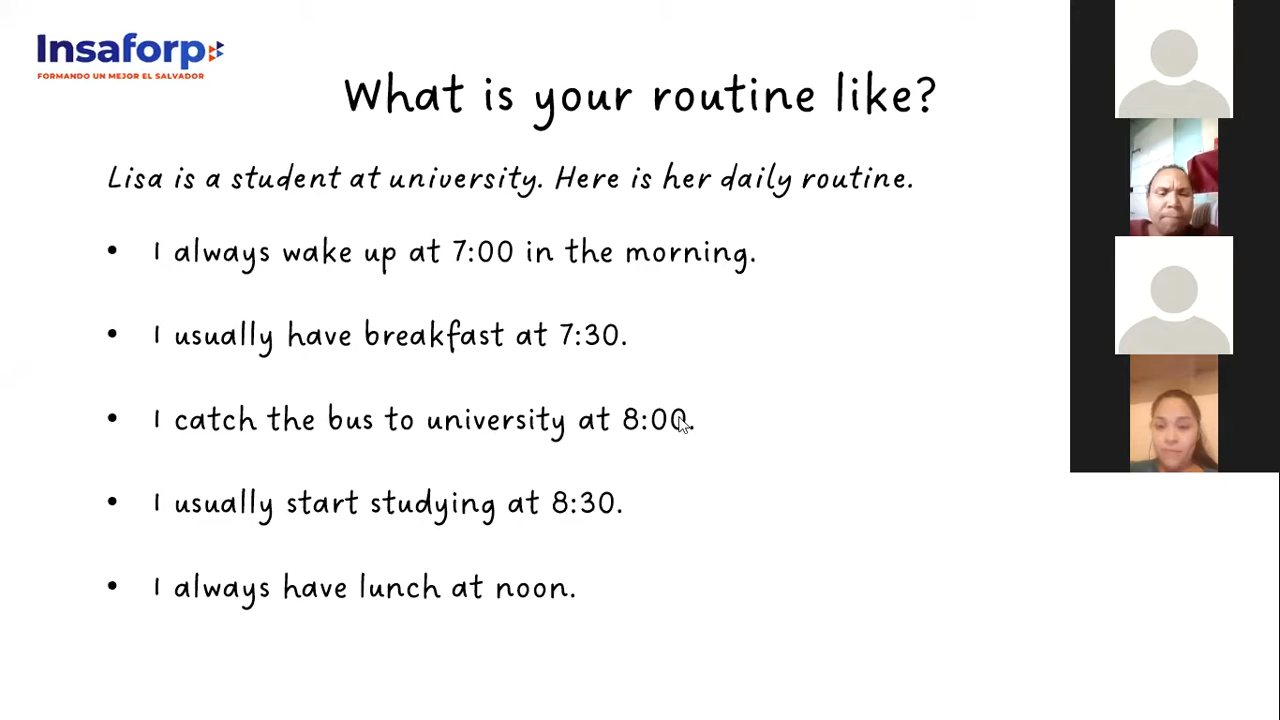 Insaforp
FORMANDO UN MEJOR EL SALVADOR
What is your routine like?
Lisa is a student at university. Here is her daily routine.
• I always wake up at 7:00 in the morning.
• I usually have breakfast at 7:30.
• I catch the bus to university at 8:00.
• I usually start studying at 8:30.
• I always have lunch at noon.